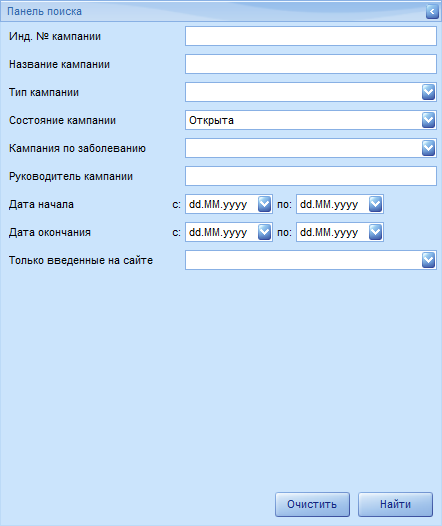 Панель поиска
Инд. № кампании
Название кампании
Тип кампании
Состояние кампании Открыта
Кампания по заболеванию
Руководитель кампании
Дата начала с: dd.MM.yyyy по: dd.MM.yyyy
Дата окончания с: dd.MM.yyyy по: dd.MM.yyyy
Только введенные на сайте
Очистить Найти